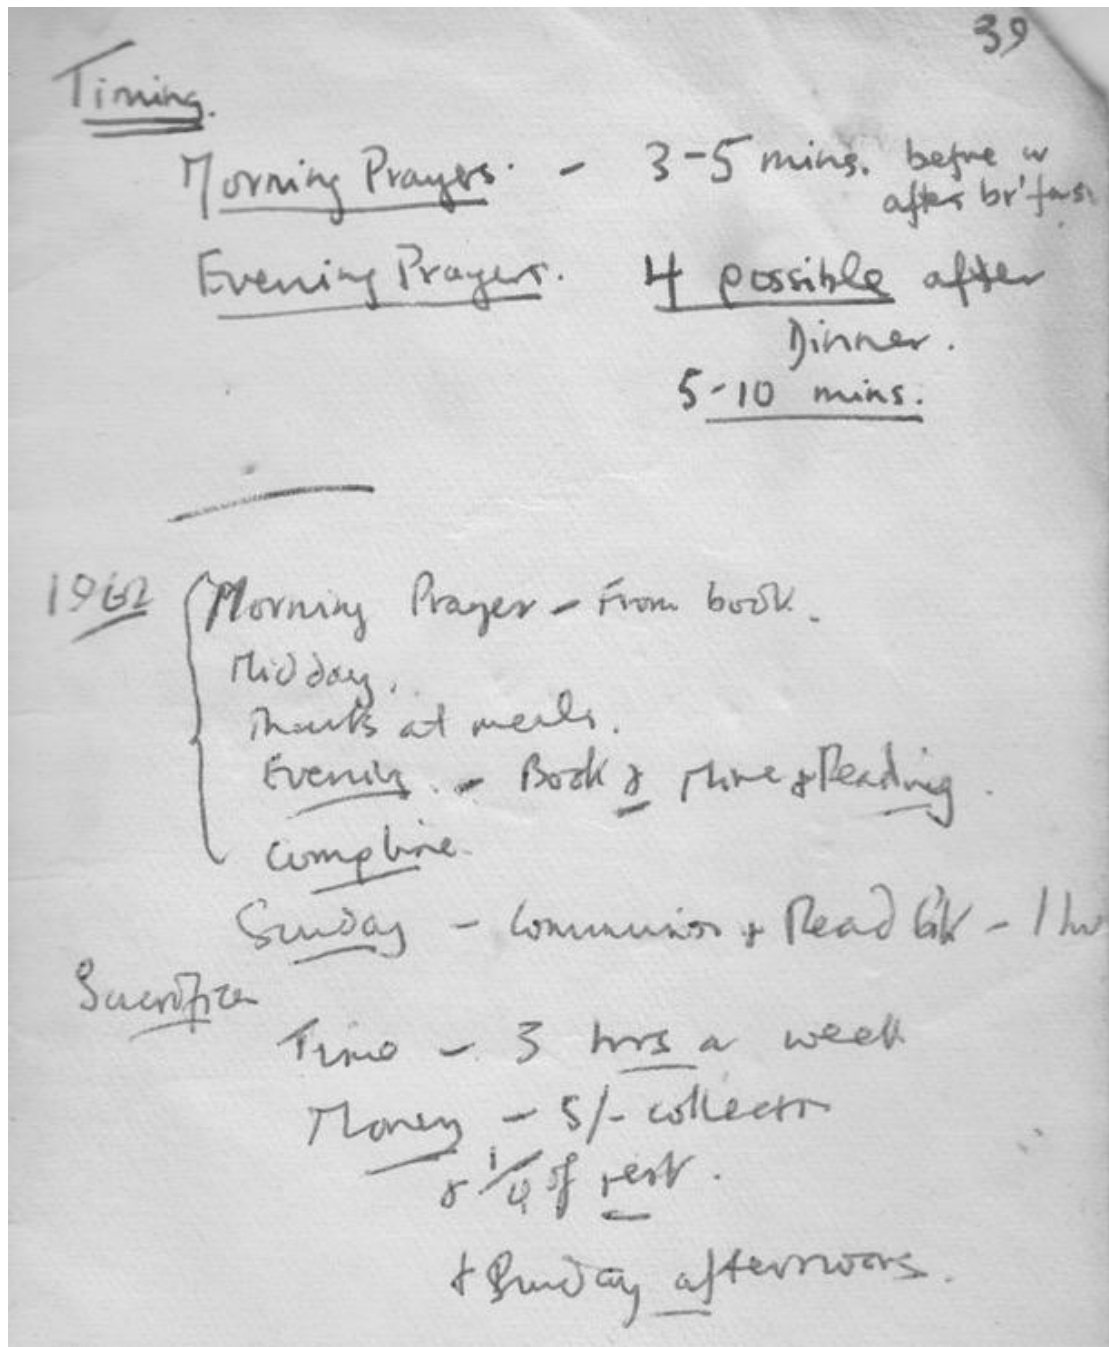 39
Timing.
Morning Prayers. - 3-5 mins. before or
after br'fast
Evening Prayers. 4 possible after
Dinner.
5-10 mins.
1962 Morning Prayer - From book.
Midday.
Thanks at meals.
Evening. - Book & Mine & Reading.
Compline.
Sunday - Communion & Read bk - 1 hr
Sacrifice
Time - 3 hrs a week
Money - 5/- collection
& 1/4 of rest.
& Sunday afternoons.